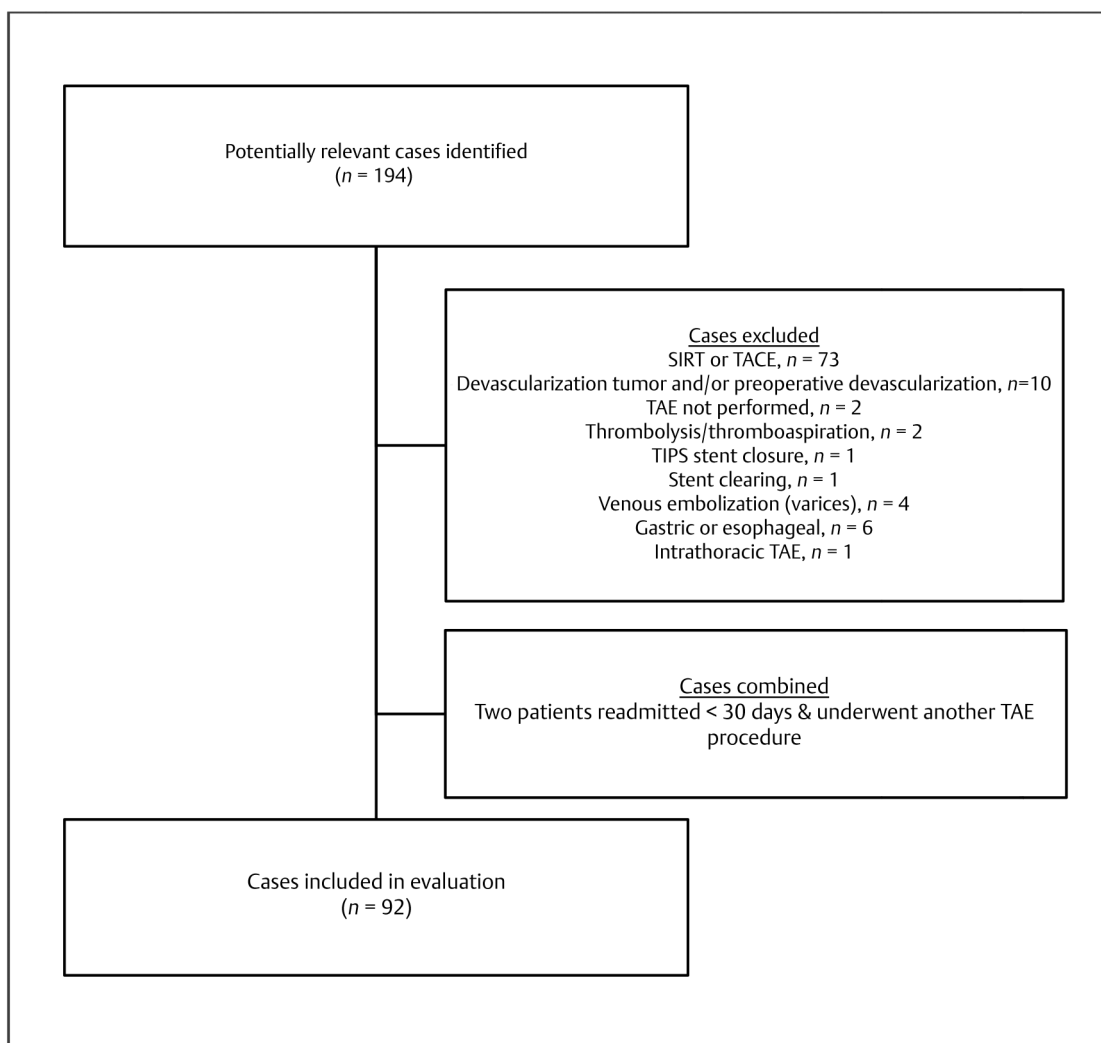 Potentially relevant cases identified
(n = 194)
Cases excluded
SIRT or TACE, n = 73
Devascularization tumor and/or preoperative devascularization, n=10
TAE not performed, n = 2
Thrombolysis/thromboaspiration, n = 2
TIPS stent closure, n = 1
Stent clearing, n = 1
Venous embolization (varices), n = 4
Gastric or esophageal, n = 6
Intrathoracic TAE, n = 1
Cases combined
Two patients readmitted < 30 days & underwent another TAE
procedure
Cases included in evaluation
(n = 92)